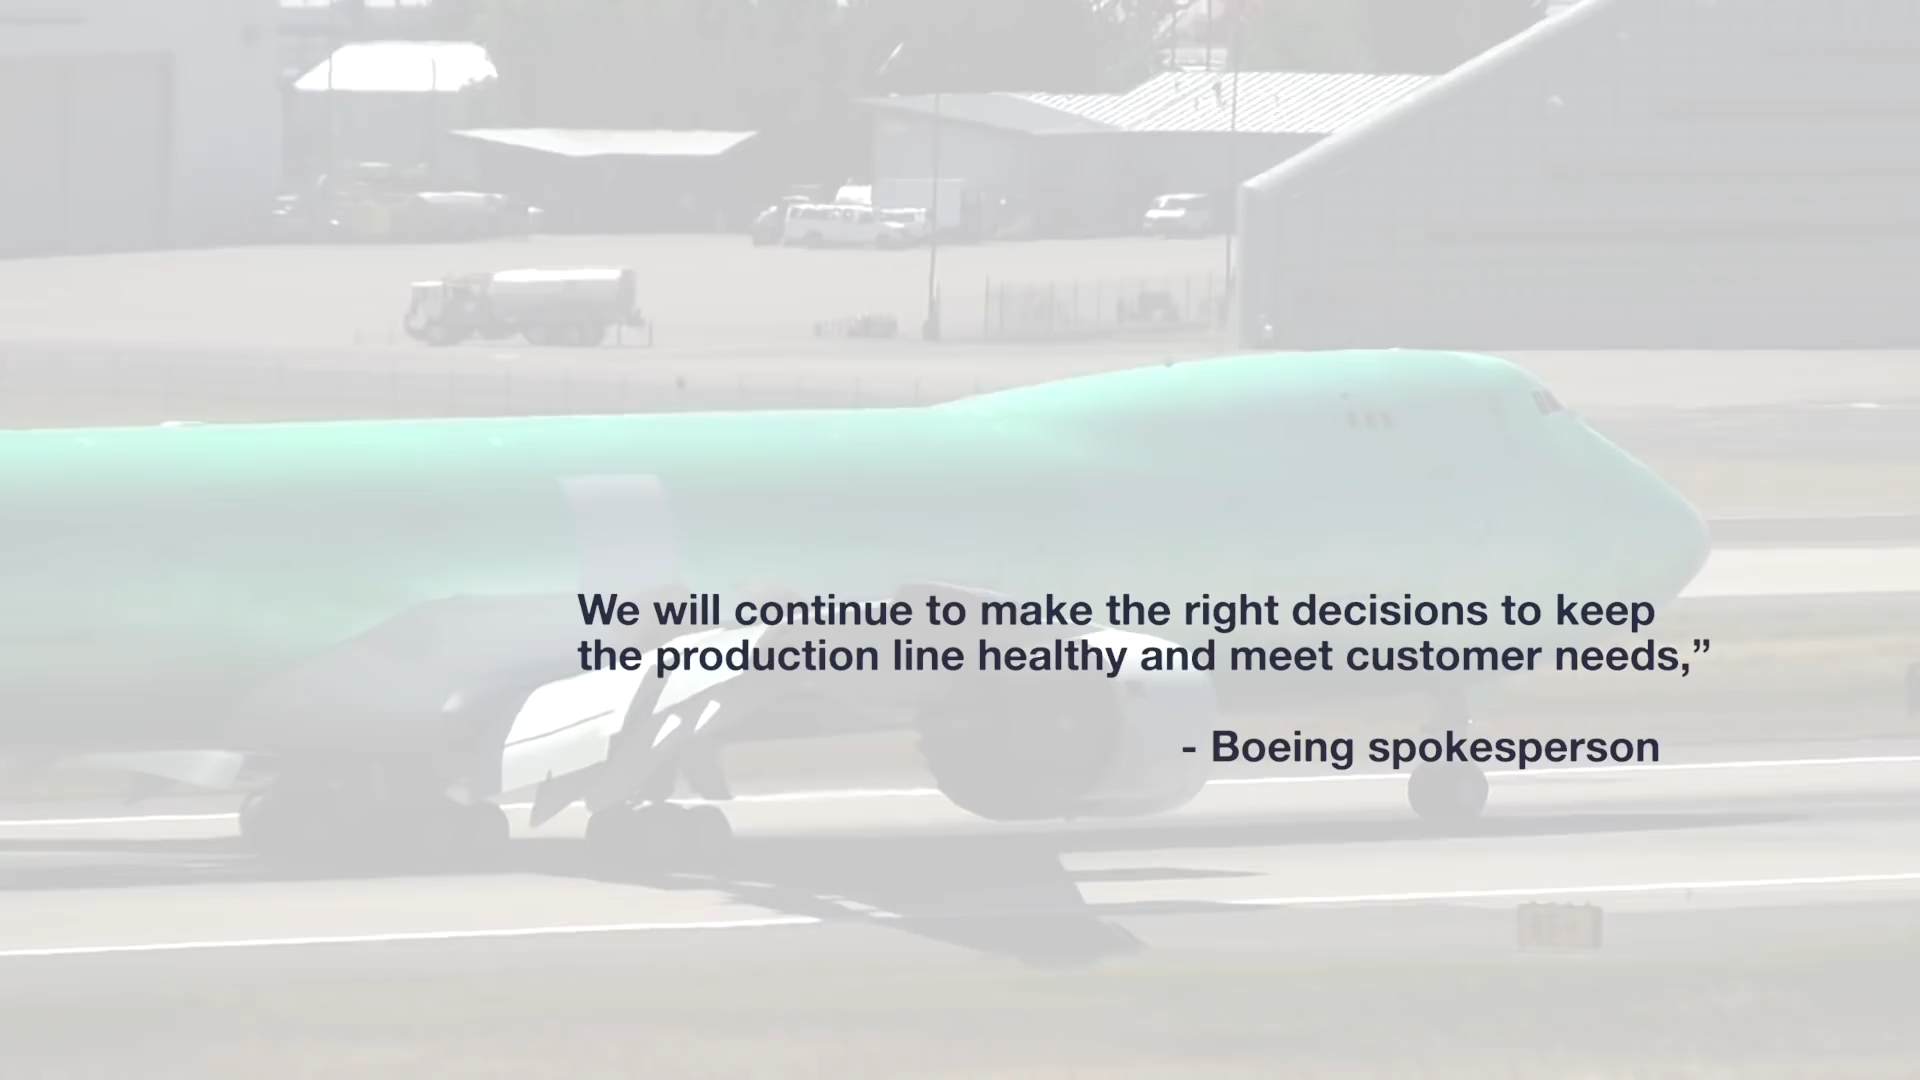 We will continue to make the right decisions to keep
the production line healthy and meet customer needs,”
- Boeing spokesperson